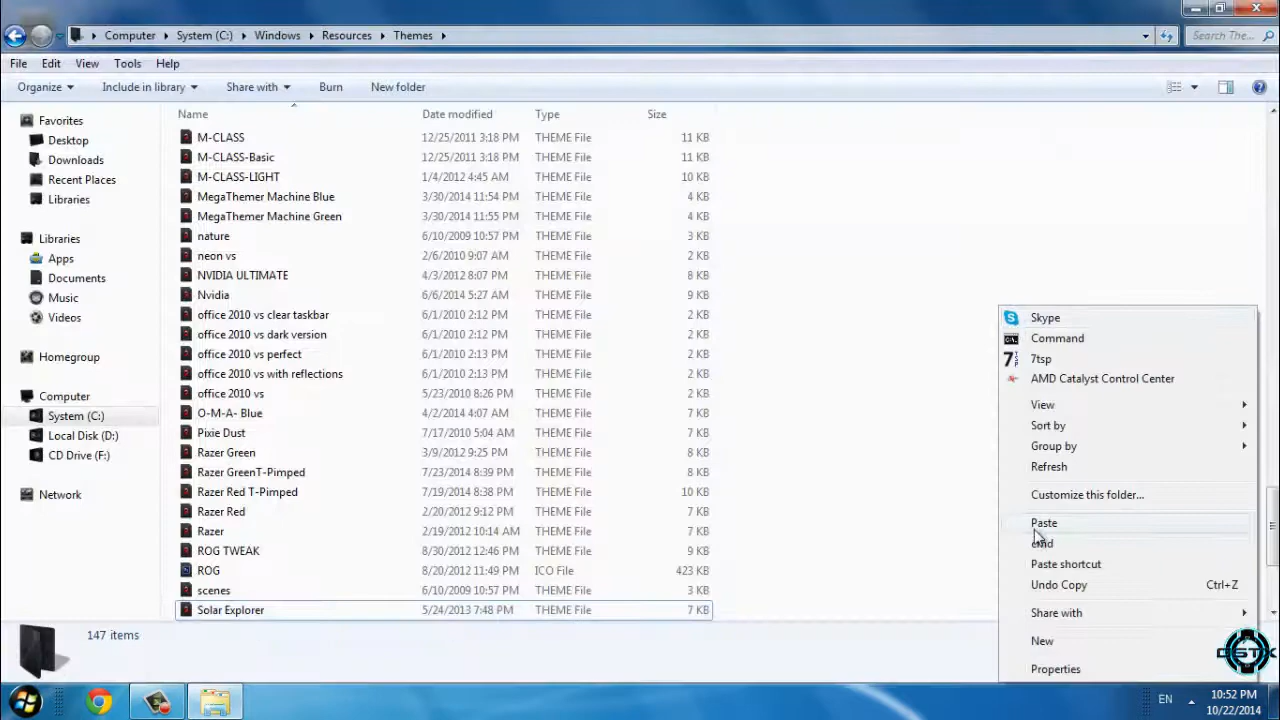 Computer System (C:) Windows Resources Themes Search The...
File Edit View Tools Help
Organize Include in library Share with Burn New folder
Favorites
Desktop
Downloads
Recent Places
Libraries
Libraries
Apps
Documents
Music
Videos
Homegroup
Computer
System (C:)
Local Disk (D:)
CD Drive (F:)
Network
Name Date modified Type Size
M-CLASS 12/25/2011 3:18 PM THEME File 11 KB
M-CLASS-Basic 12/25/2011 3:18 PM THEME File 11 KB
M-CLASS-LIGHT 1/4/2012 4:45 AM THEME File 10 KB
MegaThemer Machine Blue 3/30/2014 11:54 PM THEME File 4 KB
MegaThemer Machine Green 3/30/2014 11:55 PM THEME File 4 KB
nature 6/10/2009 10:57 PM THEME File 3 KB
neon vs 2/6/2010 9:07 AM THEME File 2 KB
NVIDIA ULTIMATE 4/3/2012 8:07 PM THEME File 8 KB
Nvidia 6/6/2014 5:27 AM THEME File 9 KB
office 2010 vs clear taskbar 6/1/2010 2:12 PM THEME File 2 KB
office 2010 vs dark version 6/1/2010 2:12 PM THEME File 2 KB
office 2010 vs perfect 6/1/2010 2:13 PM THEME File 2 KB
office 2010 vs with reflections 6/1/2010 2:13 PM THEME File 2 KB
office 2010 vs 5/23/2010 8:26 PM THEME File 2 KB
O-M-A- Blue 4/2/2014 4:07 AM THEME File 7 KB
Pixie Dust 7/17/2010 5:04 AM THEME File 7 KB
Razer Green 3/9/2012 9:25 PM THEME File 8 KB
Razer GreenT-Pimped 7/23/2014 8:39 PM THEME File 8 KB
Razer Red T-Pimped 7/19/2014 8:38 PM THEME File 10 KB
Razer Red 2/20/2012 9:12 PM THEME File 7 KB
Razer 2/19/2012 10:14 AM THEME File 7 KB
ROG TWEAK 8/30/2012 12:46 PM THEME File 9 KB
ROG 8/20/2012 11:49 PM ICO File 423 KB
scenes 6/10/2009 10:57 PM THEME File 3 KB
Solar Explorer 5/24/2013 7:48 PM THEME File 7 KB
Skype
Command
7tsp
AMD Catalyst Control Center
View
Sort by
Group by
Refresh
Customize this folder...
Paste
cmd
Paste shortcut
Undo Copy Ctrl+Z
Share with
New
Properties
147 items
EN 10:52 PM
10/22/2014